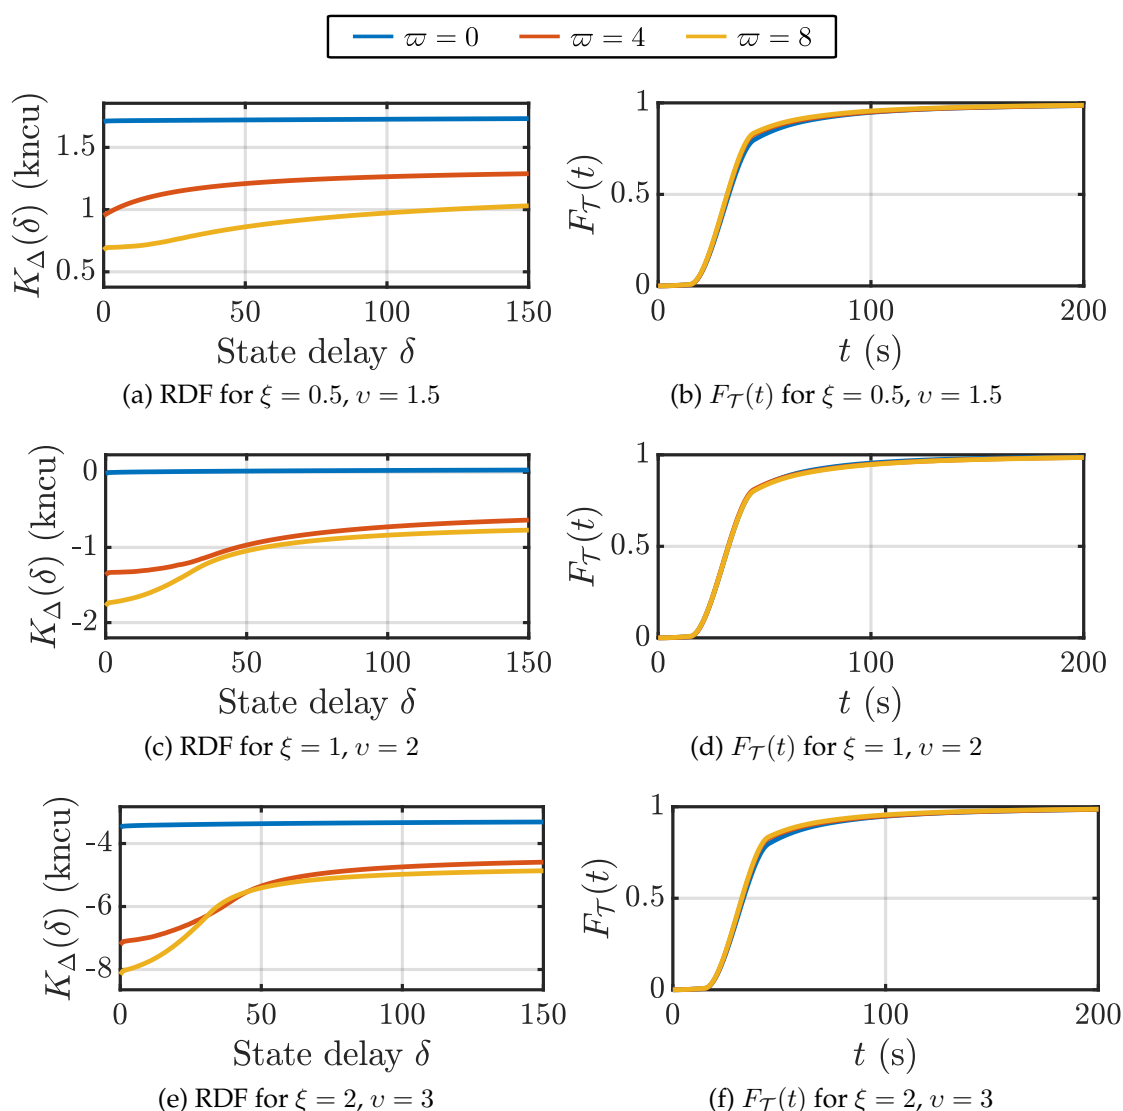 ϖ = 0 ϖ = 4 ϖ = 8
K_Δ(δ) (kncu)
1.5
1
0.5
0 50 100 150
State delay δ
(a) RDF for ξ = 0.5, υ = 1.5
F_𝒯(t)
1
0.5
0
0 100 200
t (s)
(b) F_𝒯(t) for ξ = 0.5, υ = 1.5
K_Δ(δ) (kncu)
0
-1
-2
0 50 100 150
State delay δ
(c) RDF for ξ = 1, υ = 2
F_𝒯(t)
1
0.5
0
0 100 200
t (s)
(d) F_𝒯(t) for ξ = 1, υ = 2
K_Δ(δ) (kncu)
-4
-6
-8
0 50 100 150
State delay δ
(e) RDF for ξ = 2, υ = 3
F_𝒯(t)
1
0.5
0
0 100 200
t (s)
(f) F_𝒯(t) for ξ = 2, υ = 3